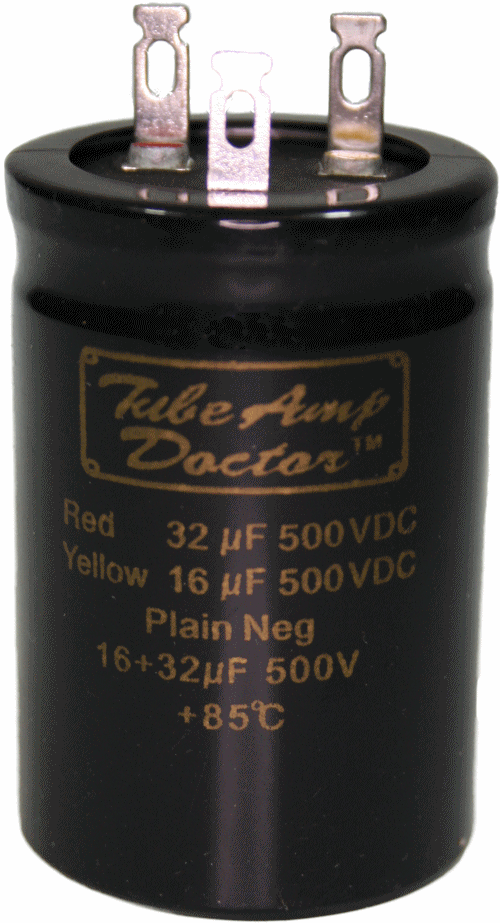 Tube Amp
Doctor™
Red 32 µF 500VDC
Yellow 16 µF 500VDC
Plain Neg
16+32µF 500V
+85°C